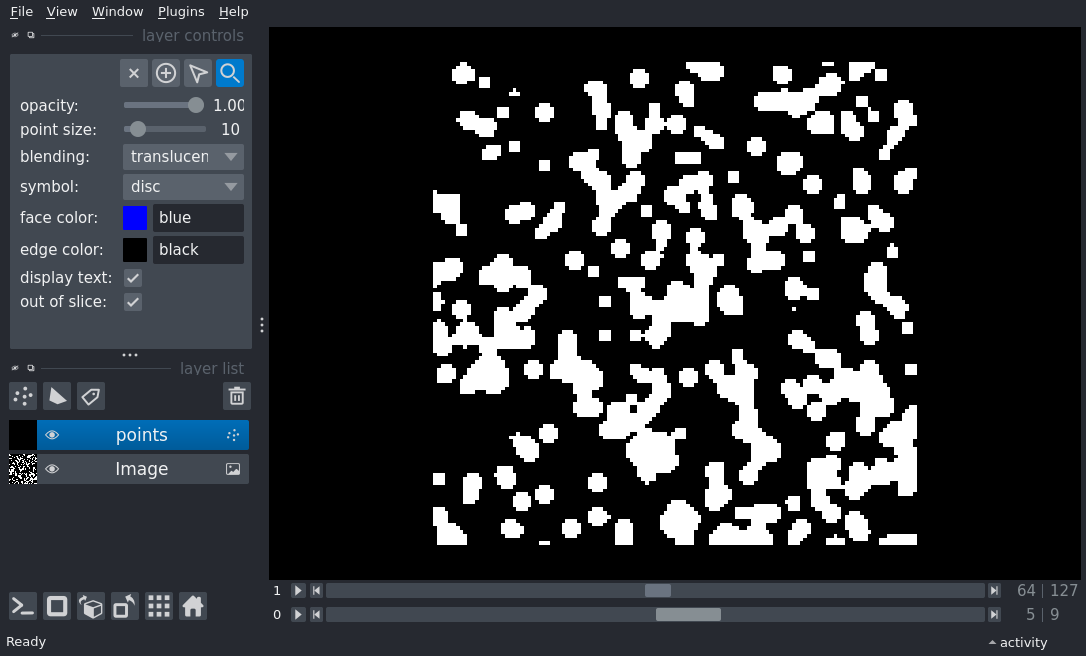 File View Window Plugins Help
layer controls
opacity: 1.00
point size: 10
blending: translucen
symbol: disc
face color: blue
edge color: black
display text:
out of slice:
layer list
points
Image
1 64 127
0 5 9
Ready activity